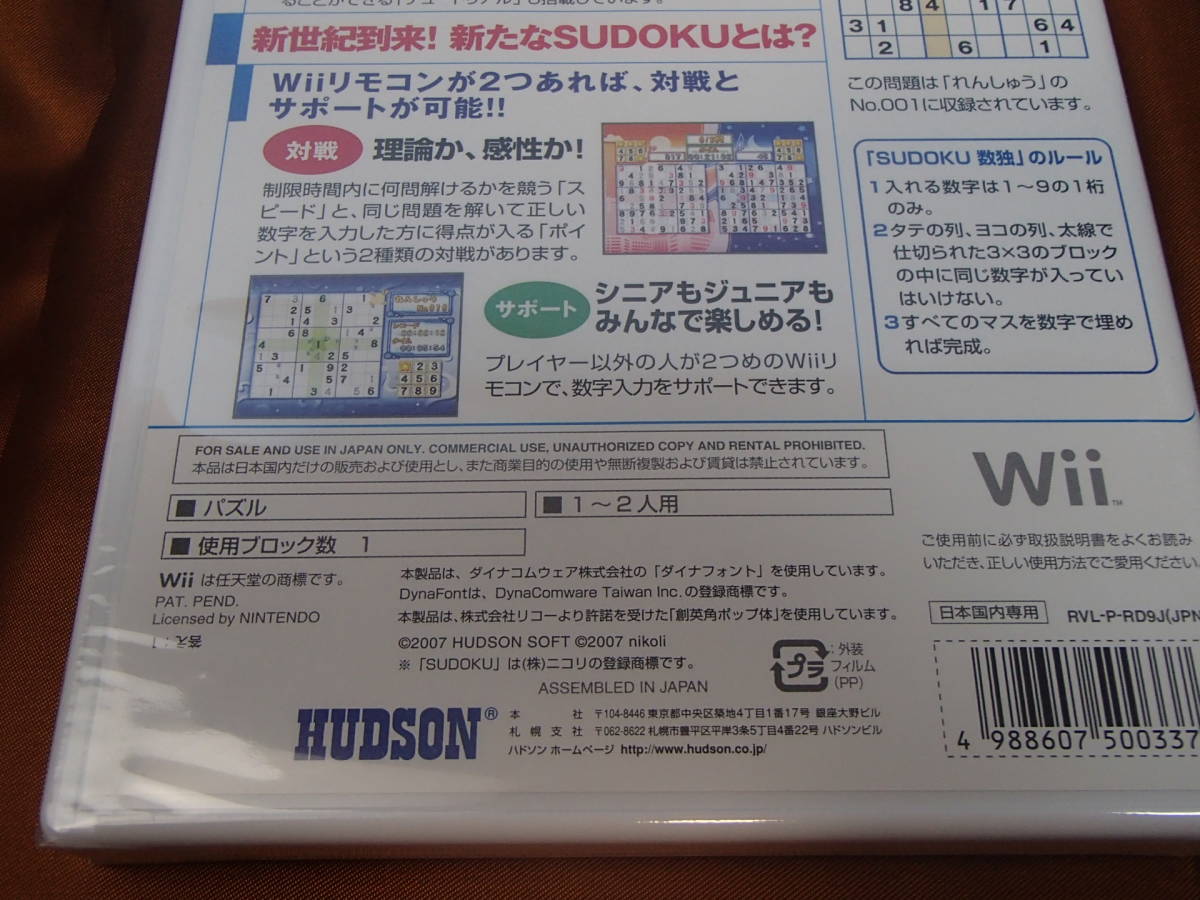 ることができる「チュートリアル」も搭載しています。
新世紀到来! 新たなSUDOKUとは?
Wiiリモコンが2つあれば、対戦と
サポートが可能!!
対戦 理論か、感性か!
制限時間内に何問解けるかを競う「ス
ピード」と、同じ問題を解いて正しい
数字を入力した方に得点が入る「ポイ
ント」という2種類の対戦があります。
サポート シニアもジュニアも
みんなで楽しめる!
プレイヤー以外の人が2つめのWiiリ
モコンで、数字入力をサポートできます。
8 4 1 7
3 1 6 4
2 6 1
この問題は「れんしゅう」の
No.001に収録されています。
「SUDOKU 数独」のルール
1 入れる数字は1〜9の1桁
のみ。
2 タテの列、ヨコの列、太線で
仕切られた3×3のブロック
の中に同じ数字が入ってい
はいけない。
3 すべてのマスを数字で埋め
れば完成。
FOR SALE AND USE IN JAPAN ONLY. COMMERCIAL USE, UNAUTHORIZED COPY AND RENTAL PROHIBITED.
本品は日本国内だけの販売および使用とし、また商業目的の使用や無断複製および賃貸は禁止されています。
■ パズル
■ 1〜2人用
■ 使用ブロック数 1
Wii™
ご使用前に必ず取扱説明書をよくお読み
いただき、正しい使用方法でご愛用ください。
日本国内専用 RVL-P-RD9J(JPN
Wii は任天堂の商標です。
PAT. PEND.
Licensed by NINTENDO
答え:1
本製品は、ダイナコムウェア株式会社の「ダイナフォント」を使用しています。
DynaFontは、DynaComware Taiwan Inc.の登録商標です。
本製品は、株式会社リコーより許諾を受けた「創英角ポップ体」を使用しています。
©2007 HUDSON SOFT ©2007 nikoli
※「SUDOKU」は(株)ニコリの登録商標です。
ASSEMBLED IN JAPAN
プラ :外装
フィルム
(PP)
HUDSON®
本 社 〒104-8446 東京都中央区築地4丁目1番17号 銀座大野ビル
札幌支社 〒062-8622 札幌市豊平区平岸3条5丁目4番22号 ハドソンビル
ハドソン ホームページ http://www.hudson.co.jp/
4 988607 500337